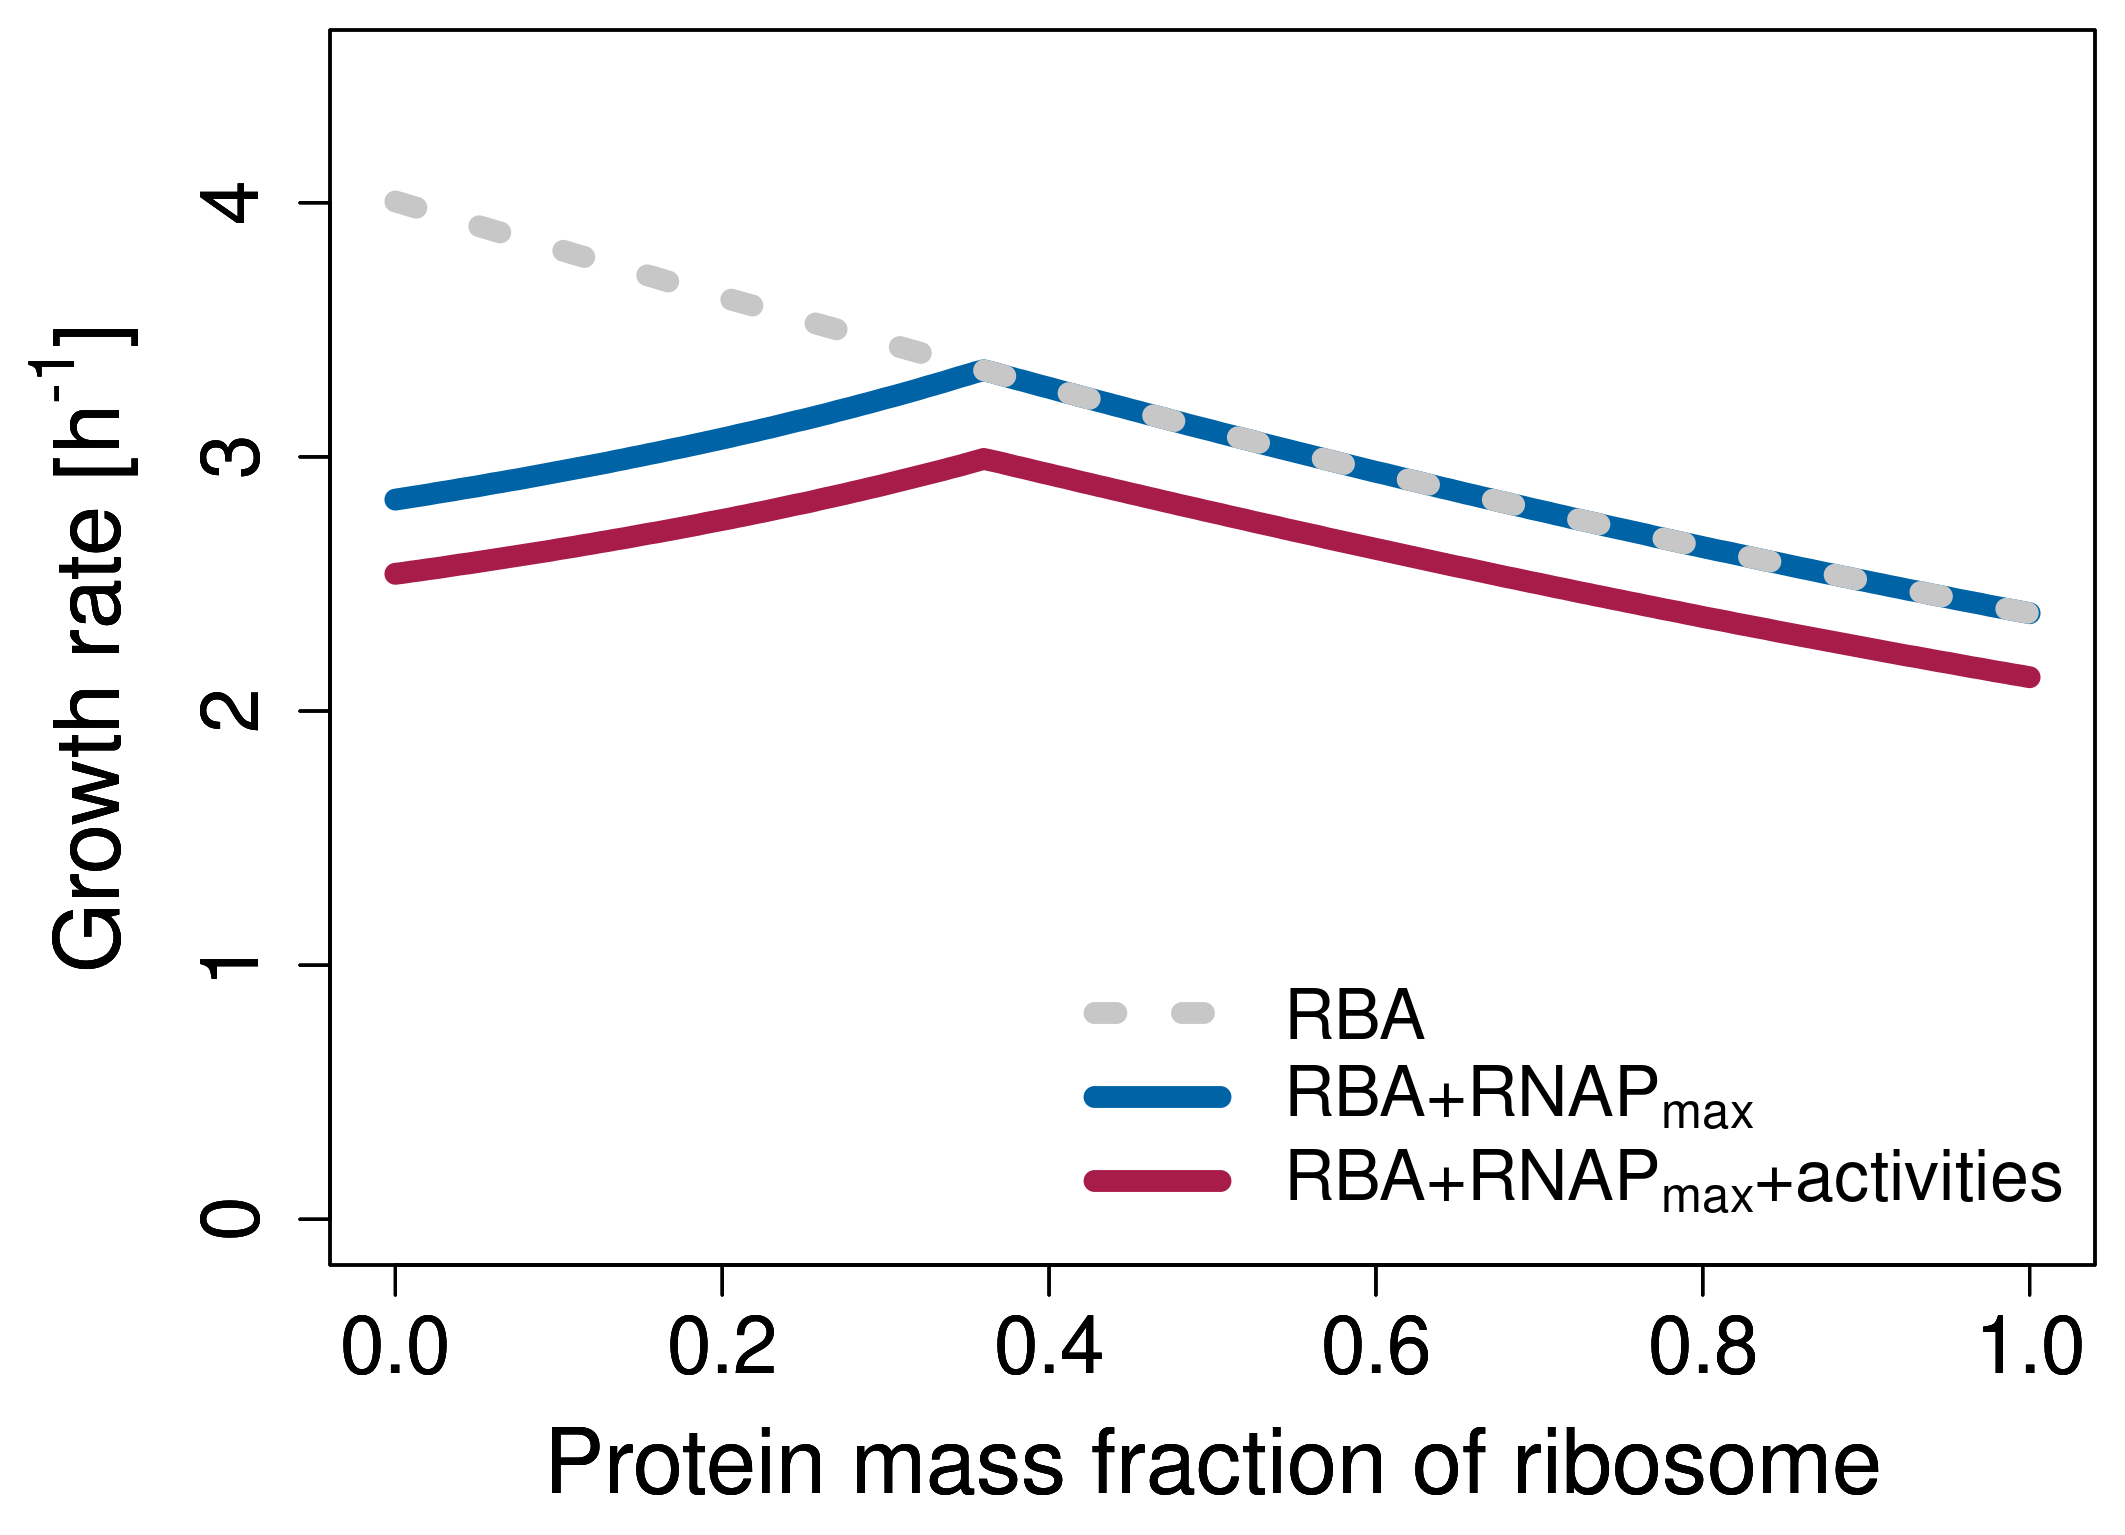 Growth rate [h⁻¹]
4
3
2
1
0
RBA
RBA+RNAPₘₐₓ
RBA+RNAPₘₐₓ+activities
0.0 0.2 0.4 0.6 0.8 1.0
Protein mass fraction of ribosome